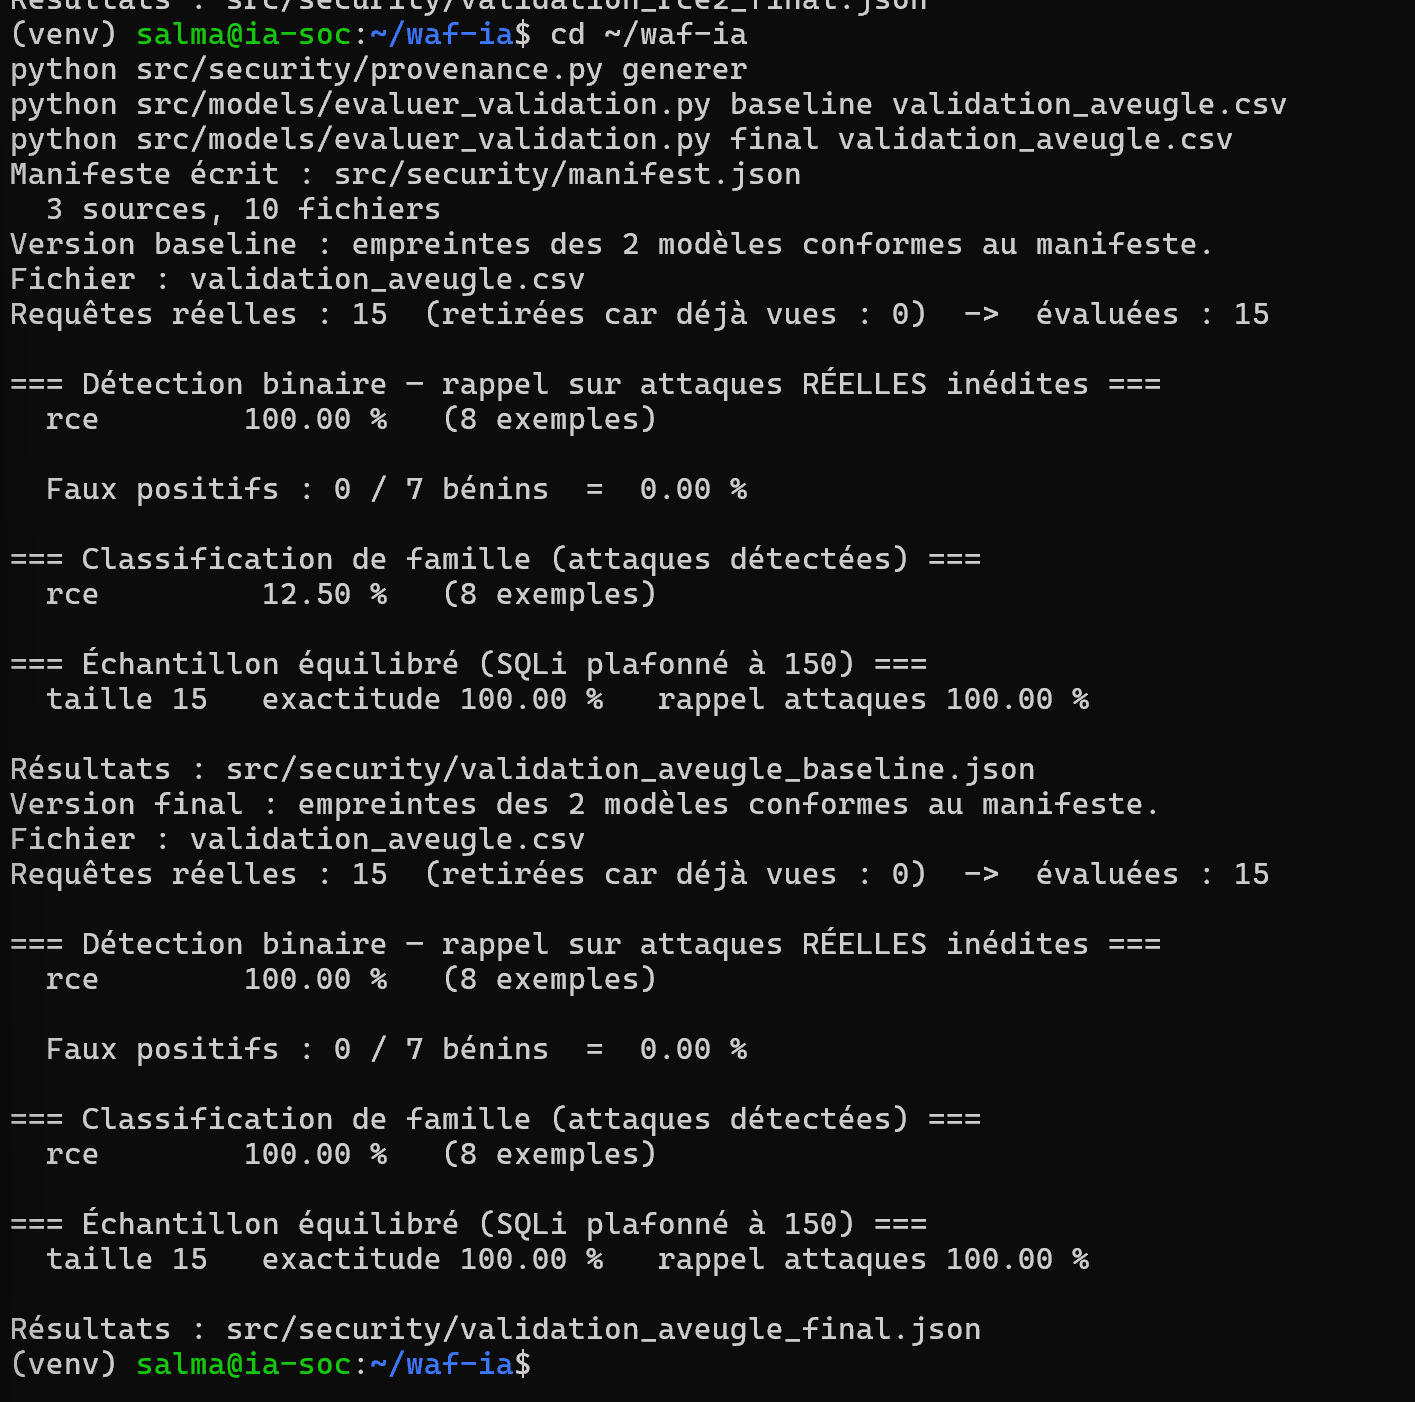 Résultats : src/security/validation_rce2_final.json
(venv) salma@ia-soc:~/waf-ia$ cd ~/waf-ia
python src/security/provenance.py generer
python src/models/evaluer_validation.py baseline validation_aveugle.csv
python src/models/evaluer_validation.py final validation_aveugle.csv
Manifeste écrit : src/security/manifest.json
  3 sources, 10 fichiers
Version baseline : empreintes des 2 modèles conformes au manifeste.
Fichier : validation_aveugle.csv
Requêtes réelles : 15  (retirées car déjà vues : 0)  -> évaluées : 15
=== Détection binaire — rappel sur attaques RÉELLES inédites ===
  rce        100.00 %   (8 exemples)
  Faux positifs : 0 / 7 bénins  =  0.00 %
=== Classification de famille (attaques détectées) ===
  rce         12.50 %   (8 exemples)
=== Échantillon équilibré (SQLi plafonné à 150) ===
  taille 15   exactitude 100.00 %   rappel attaques 100.00 %
Résultats : src/security/validation_aveugle_baseline.json
Version final : empreintes des 2 modèles conformes au manifeste.
Fichier : validation_aveugle.csv
Requêtes réelles : 15  (retirées car déjà vues : 0)  -> évaluées : 15
=== Détection binaire — rappel sur attaques RÉELLES inédites ===
  rce        100.00 %   (8 exemples)
  Faux positifs : 0 / 7 bénins  =  0.00 %
=== Classification de famille (attaques détectées) ===
  rce        100.00 %   (8 exemples)
=== Échantillon équilibré (SQLi plafonné à 150) ===
  taille 15   exactitude 100.00 %   rappel attaques 100.00 %
Résultats : src/security/validation_aveugle_final.json
(venv) salma@ia-soc:~/waf-ia$